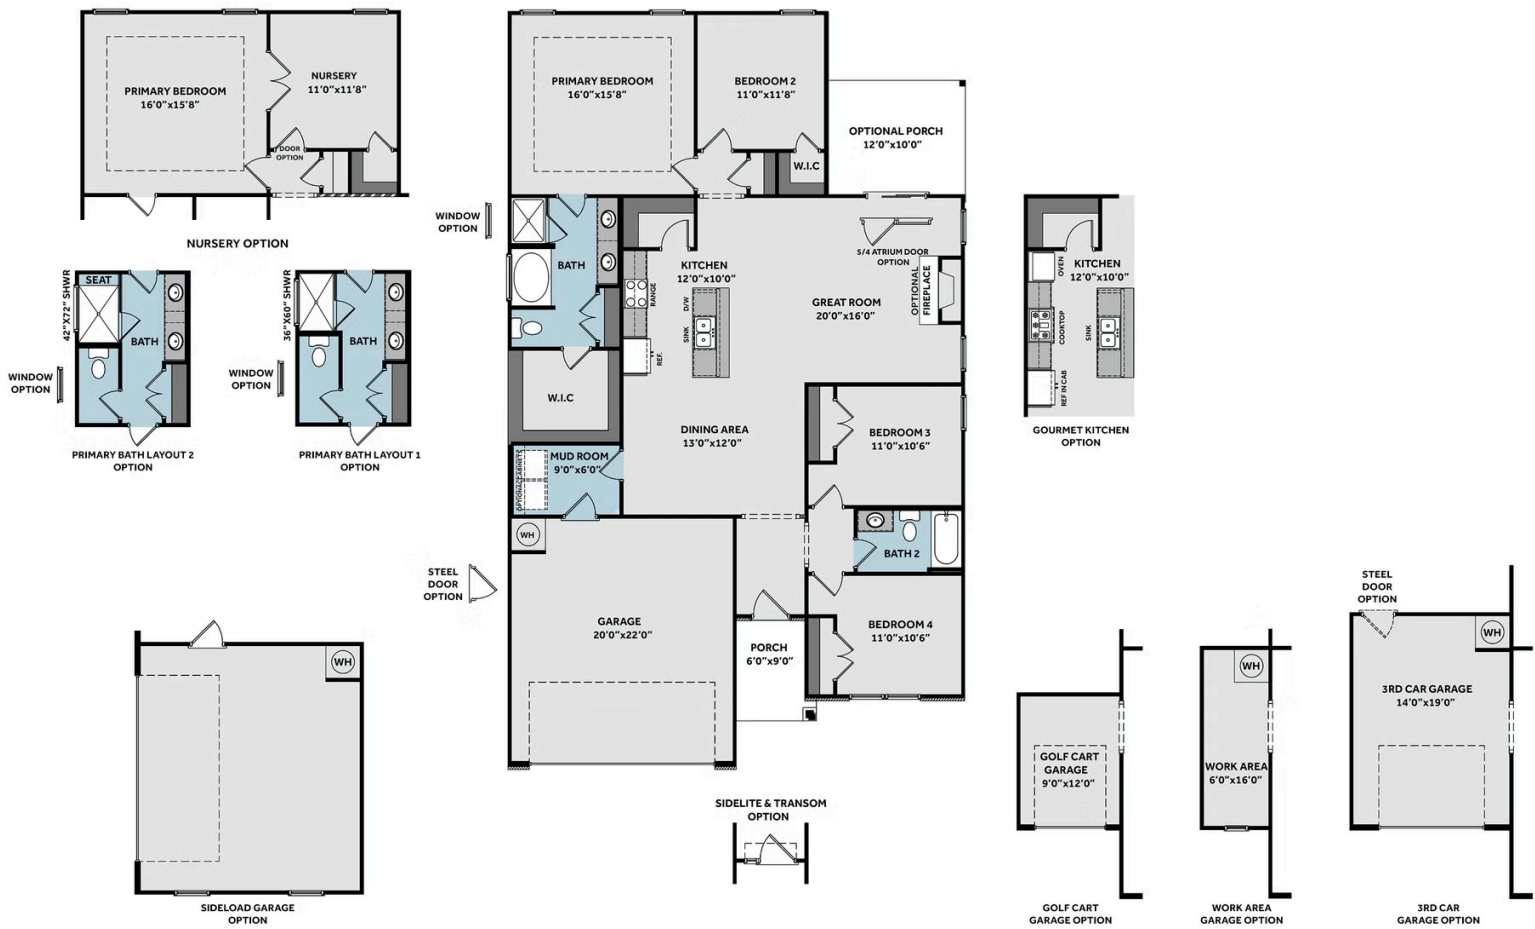 PRIMARY BEDROOM
16'0"x15'8"
NURSERY
11'0"x11'8"
DOOR
OPTION
NURSERY OPTION
42"X72" SHWR
SEAT
BATH
WINDOW
OPTION
PRIMARY BATH LAYOUT 2
OPTION
36"X60" SHWR
BATH
WINDOW
OPTION
PRIMARY BATH LAYOUT 1
OPTION
PRIMARY BEDROOM
16'0"x15'8"
BEDROOM 2
11'0"x11'8"
W.I.C
OPTIONAL PORCH
12'0"x10'0"
WINDOW
OPTION
BATH
KITCHEN
12'0"x10'0"
RANGE
D/W
SINK
REF.
5/4 ATRIUM DOOR
OPTION
GREAT ROOM
20'0"x16'0"
OPTIONAL
FIREPLACE
W.I.C
DINING AREA
13'0"x12'0"
BEDROOM 3
11'0"x10'6"
MUD ROOM
9'0"x6'0"
OPTIONAL CABINETS
WH
BATH 2
STEEL
DOOR
OPTION
GARAGE
20'0"x22'0"
PORCH
6'0"x9'0"
BEDROOM 4
11'0"x10'6"
SIDELITE & TRANSOM
OPTION
OVEN
KITCHEN
12'0"x10'0"
COOKTOP
SINK
REF IN CAB
GOURMET KITCHEN
OPTION
WH
SIDELOAD GARAGE
OPTION
GOLF CART
GARAGE
9'0"x12'0"
GOLF CART
GARAGE OPTION
WH
WORK AREA
6'0"x16'0"
WORK AREA
GARAGE OPTION
STEEL
DOOR
OPTION
WH
3RD CAR GARAGE
14'0"x19'0"
3RD CAR
GARAGE OPTION